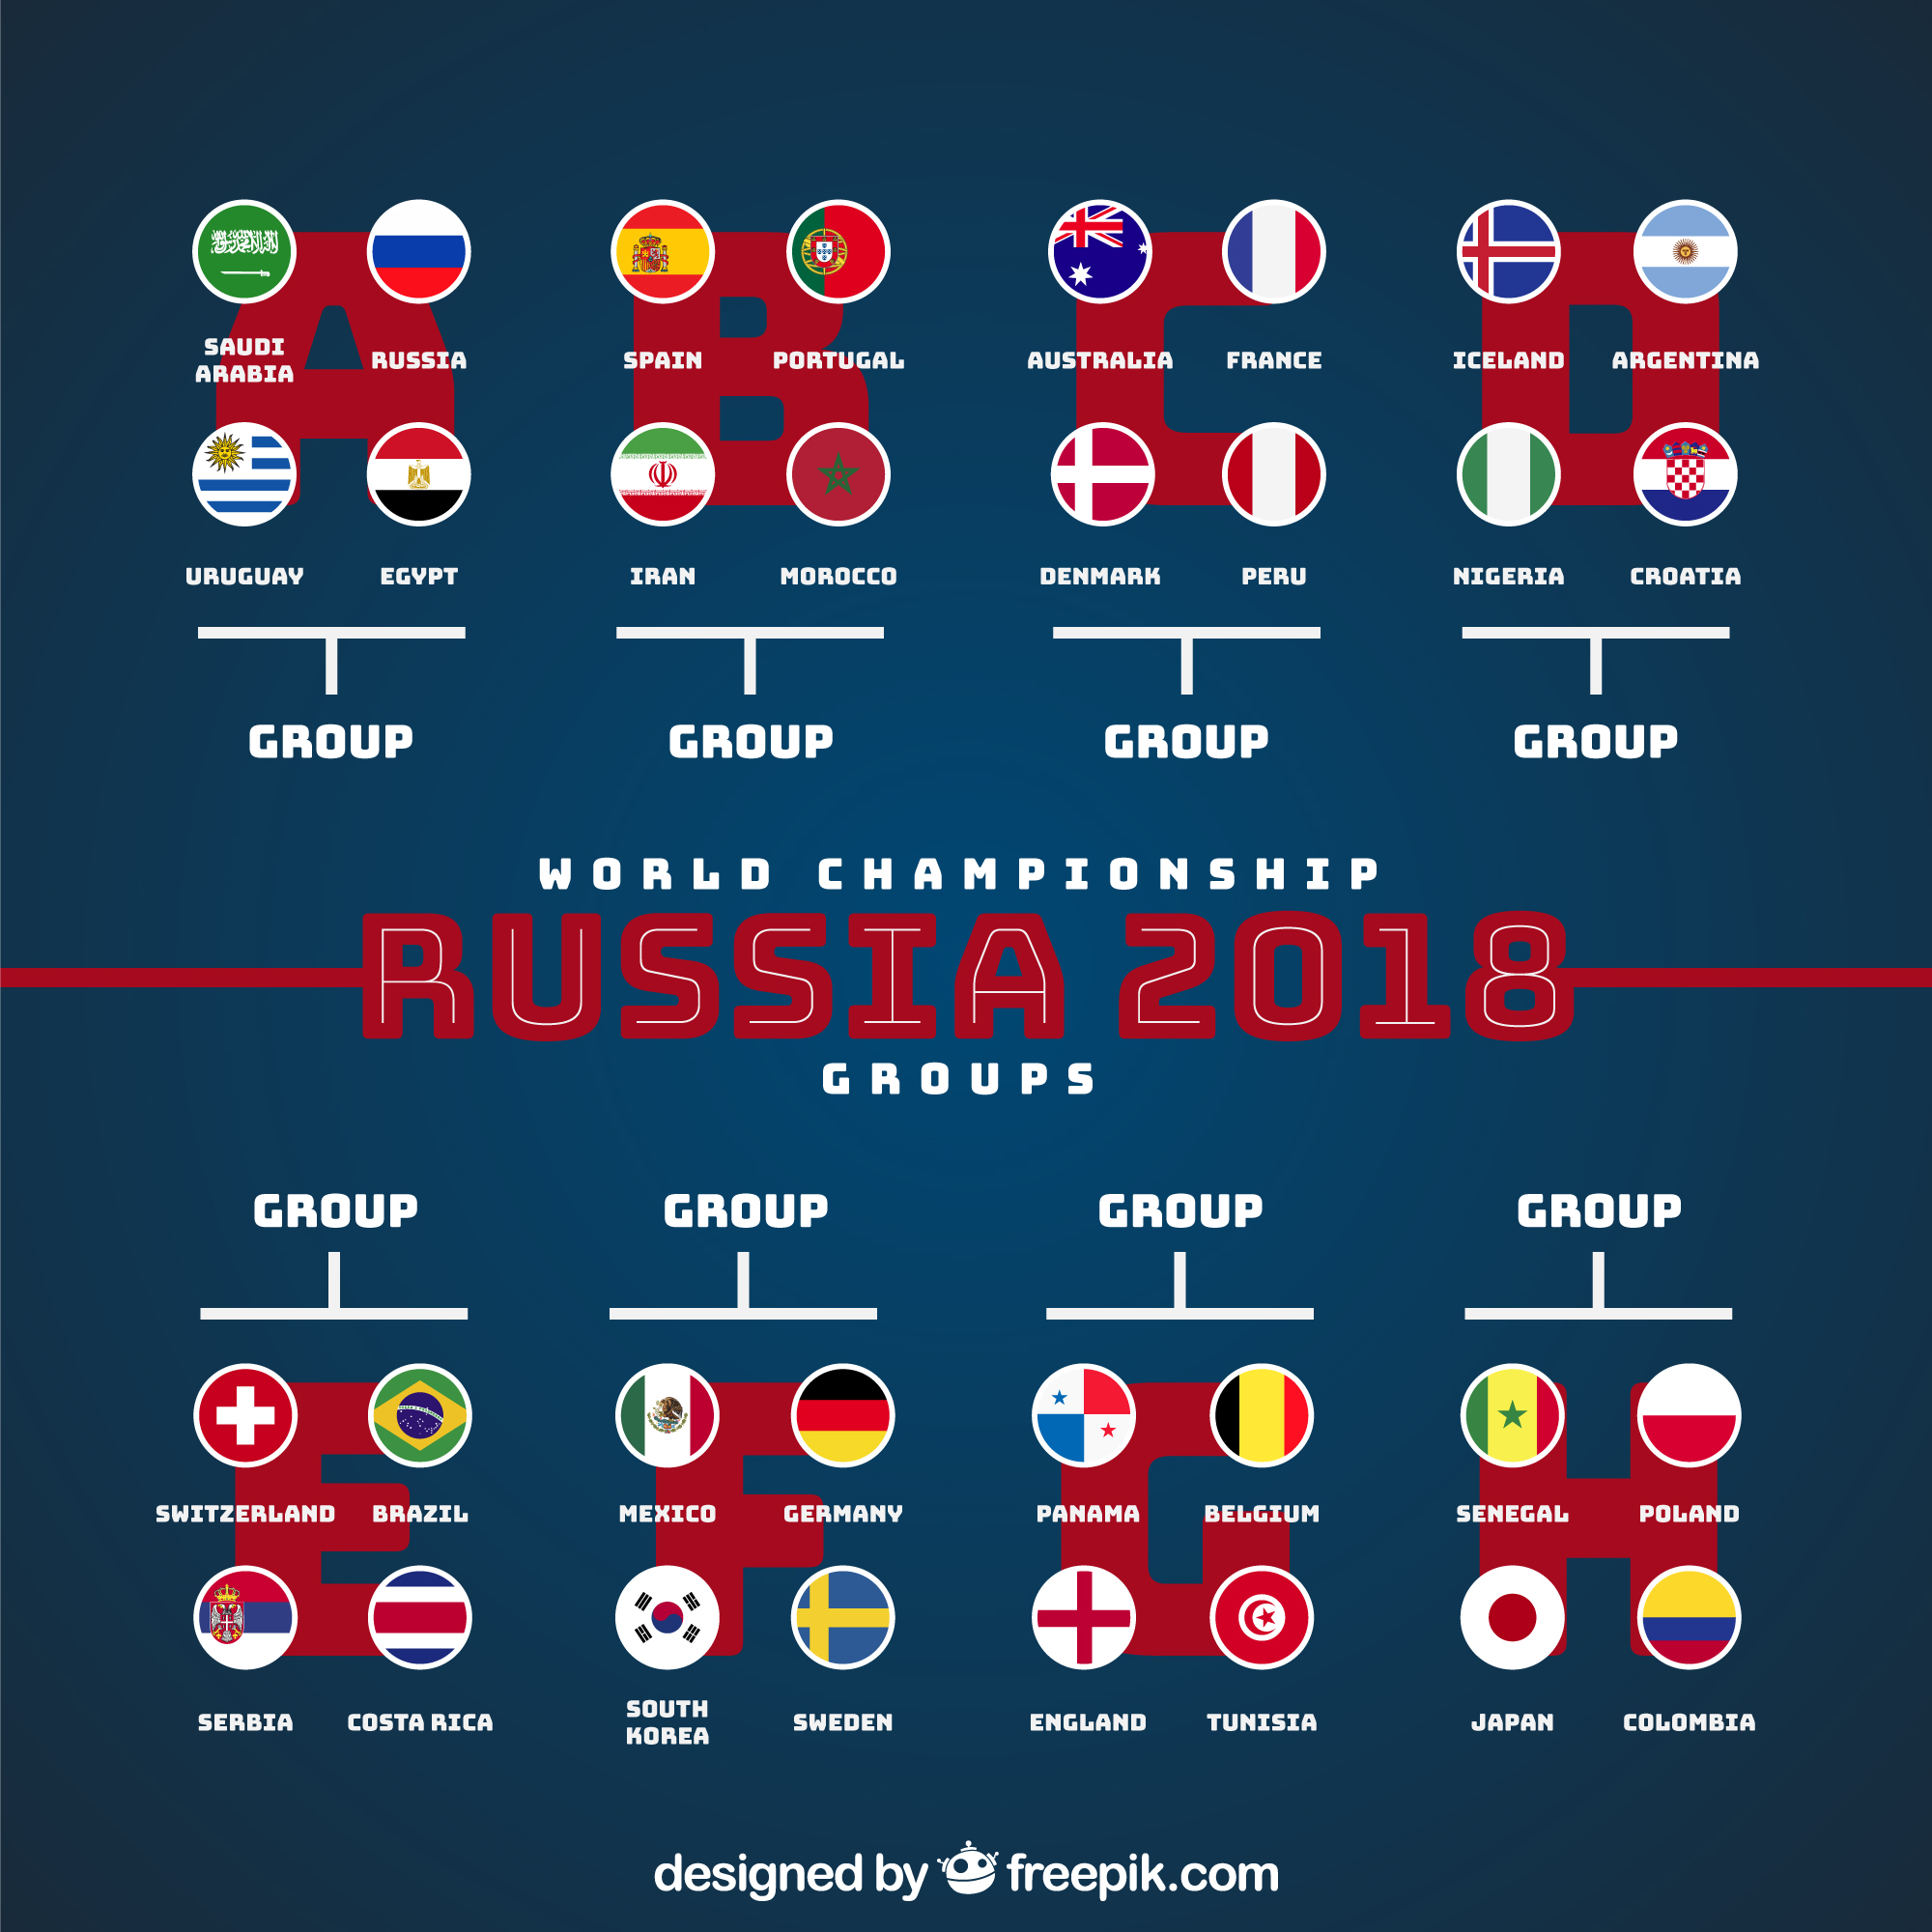 A
SAUDI
ARABIA
RUSSIA
URUGUAY
EGYPT
GROUP
B
SPAIN
PORTUGAL
IRAN
MOROCCO
GROUP
C
AUSTRALIA
FRANCE
DENMARK
PERU
GROUP
D
ICELAND
ARGENTINA
NIGERIA
CROATIA
GROUP
WORLD CHAMPIONSHIP
RUSSIA 2018
GROUPS
GROUP
E
SWITZERLAND
BRAZIL
SERBIA
COSTA RICA
GROUP
F
MEXICO
GERMANY
SOUTH
KOREA
SWEDEN
GROUP
G
PANAMA
BELGIUM
ENGLAND
TUNISIA
GROUP
H
SENEGAL
POLAND
JAPAN
COLOMBIA
designed by freepik.com